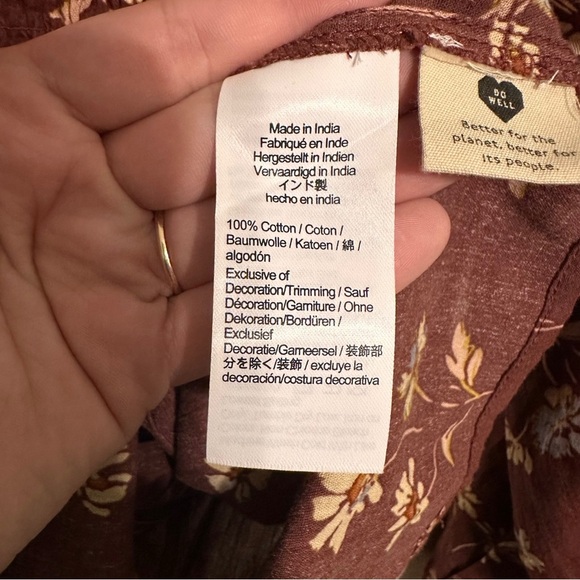 Made in India
Fabriqué en Inde
Hergestellt in Indien
Vervaardigd in India
インド製
hecho en india
100% Cotton / Coton /
Baumwolle / Katoen / 綿 /
algodón
Exclusive of
Decoration/Trimming / Sauf
Décoration/Garniture / Ohne
Dekoration/Bordüren /
Exclusief
Decoratie/Garneersel / 装飾部
分を除く/装飾 / excluye la
decoración/costura decorativa
DO
WELL
Better for the
planet, better for
its people.